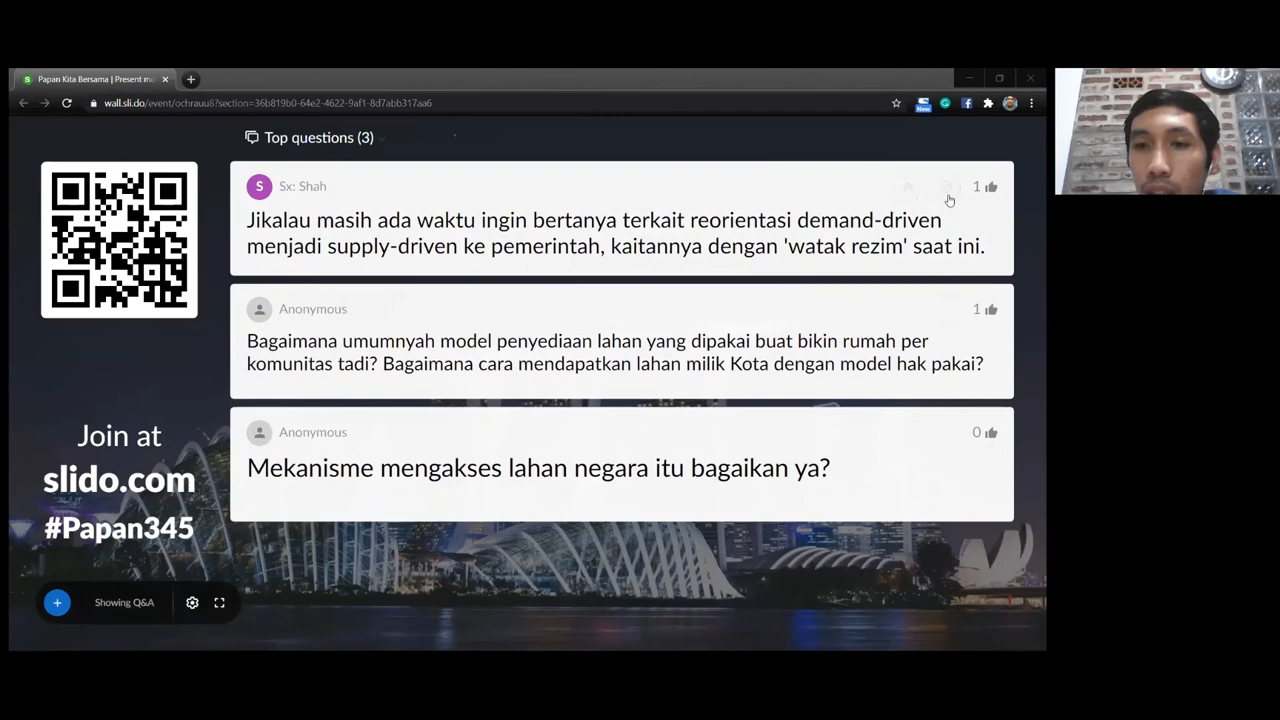 Papan Kita Bersama | Present mo
wall.sli.do/event/ochrauu8?section=36b819b0-64e2-4622-9af1-8d7abb317aa6
New
Top questions (3)
S
Sx: Shah
1
Jikalau masih ada waktu ingin bertanya terkait reorientasi demand-driven
menjadi supply-driven ke pemerintah, kaitannya dengan 'watak rezim' saat ini.
Anonymous
1
Bagaimana umumnyah model penyediaan lahan yang dipakai buat bikin rumah per
komunitas tadi? Bagaimana cara mendapatkan lahan milik Kota dengan model hak pakai?
Anonymous
0
Mekanisme mengakses lahan negara itu bagaikan ya?
Join at
slido.com
#Papan345
Showing Q&A